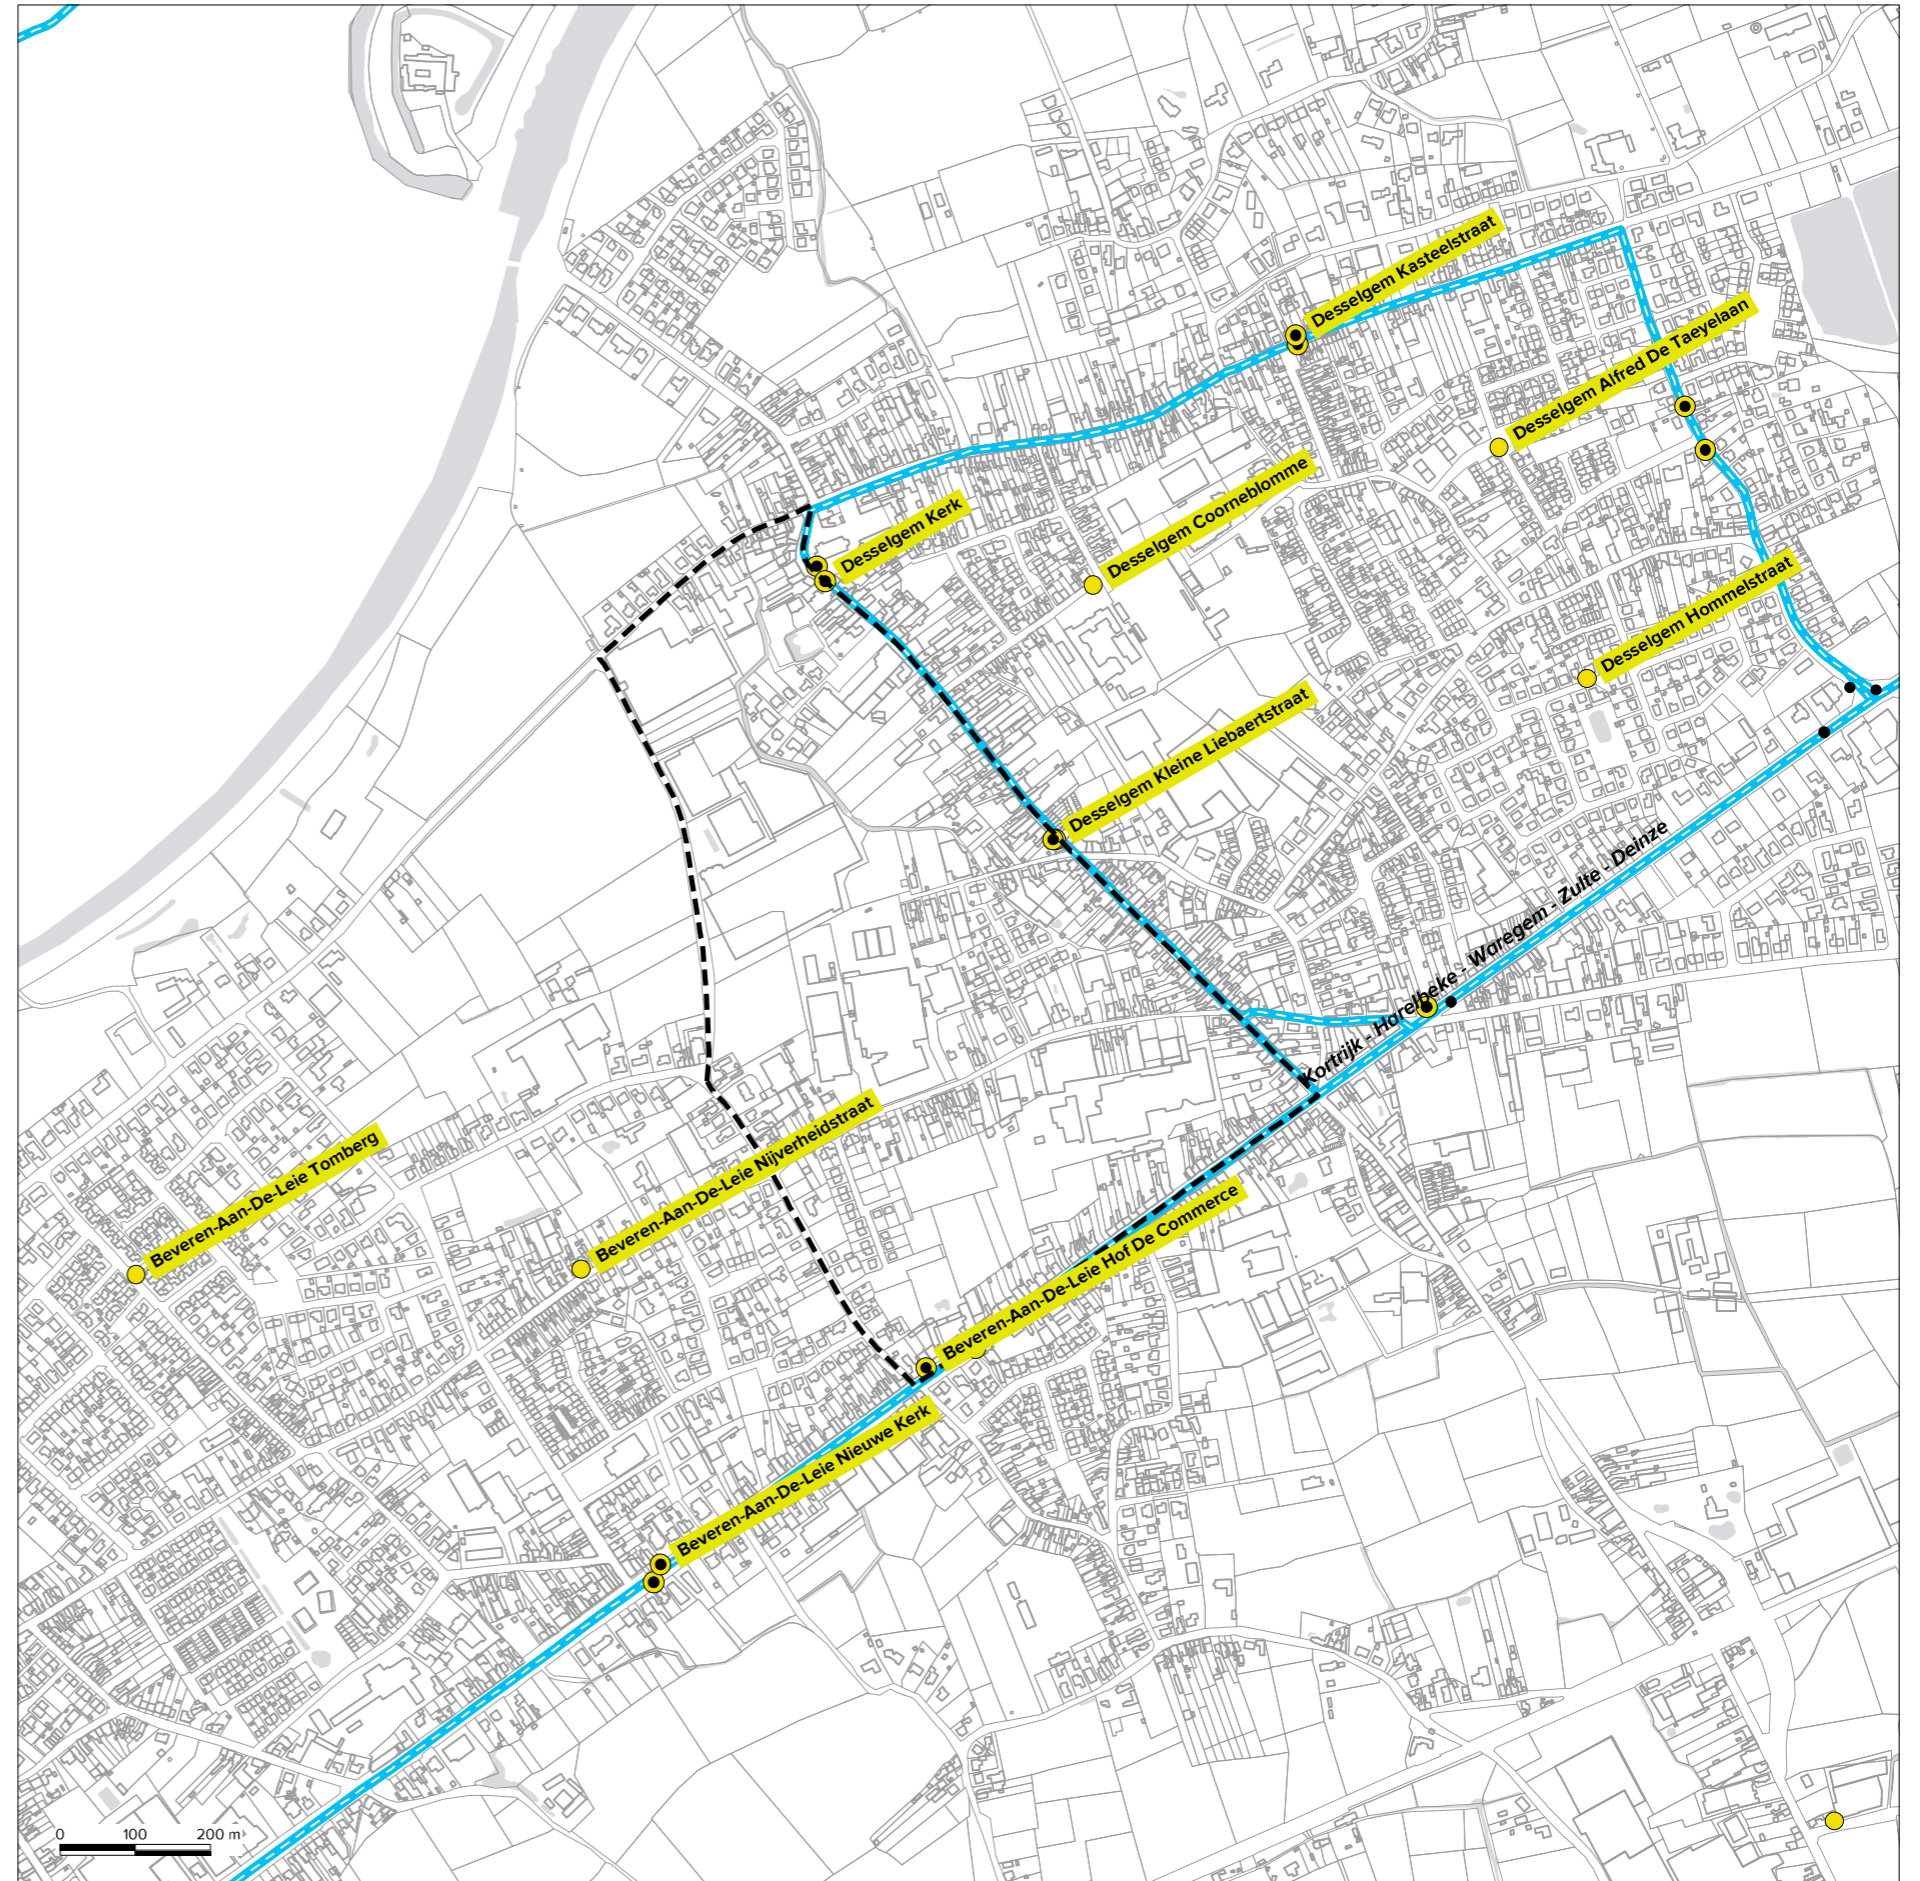 Desselgem Kasteelstraat
Desselgem Alfred De Taeyelaan
Desselgem Kerk
Desselgem Coorneblomme
Desselgem Hommelstraat
Desselgem Kleine Liebaertstraat
Kortrijk - Harelbeke - Waregem - Zulte - Deinze
Beveren-Aan-De-Leie Tomberg
Beveren-Aan-De-Leie Nijverheidstraat
Beveren-Aan-De-Leie Hof De Commerce
Beveren-Aan-De-Leie Nieuwe Kerk
0 100 200 m